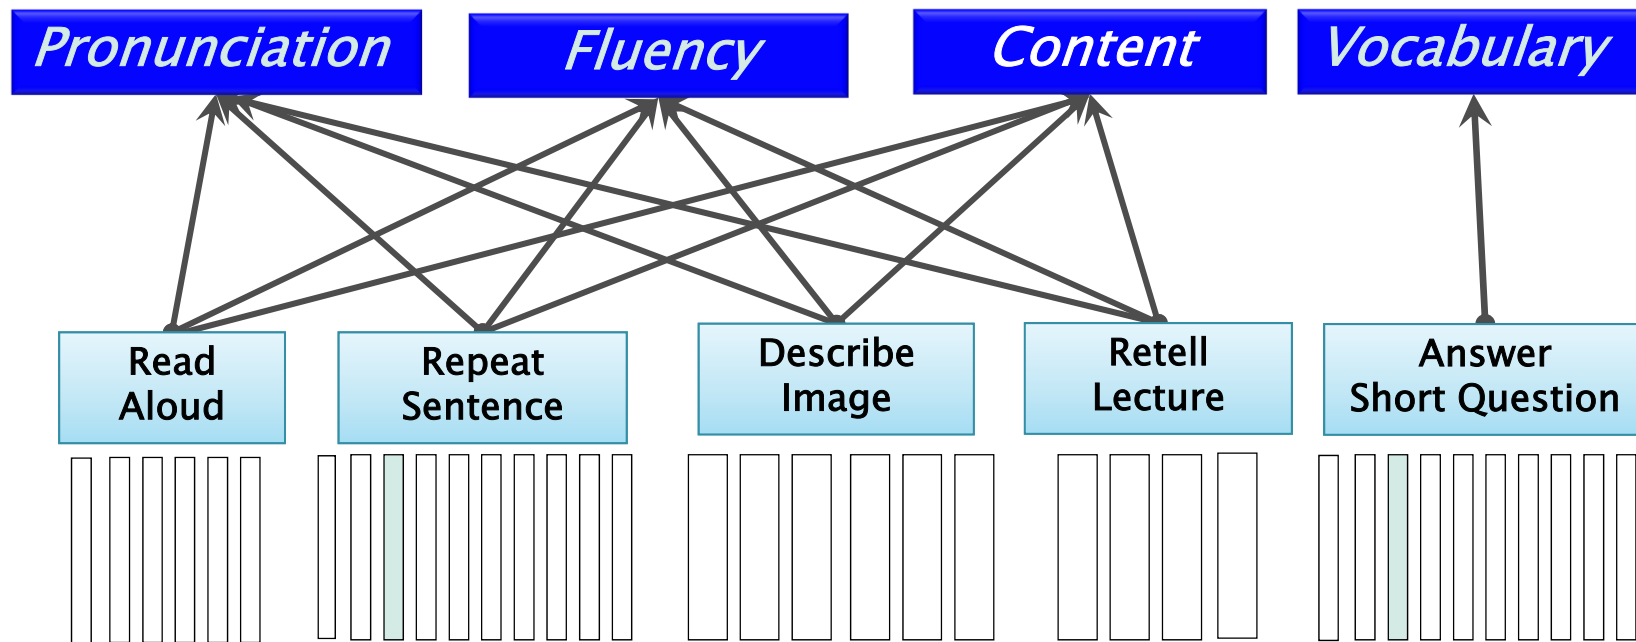 Pronunciation
Fluency
Content
Vocabulary
Read
Aloud
Repeat
Sentence
Describe
Image
Retell
Lecture
Answer
Short Question